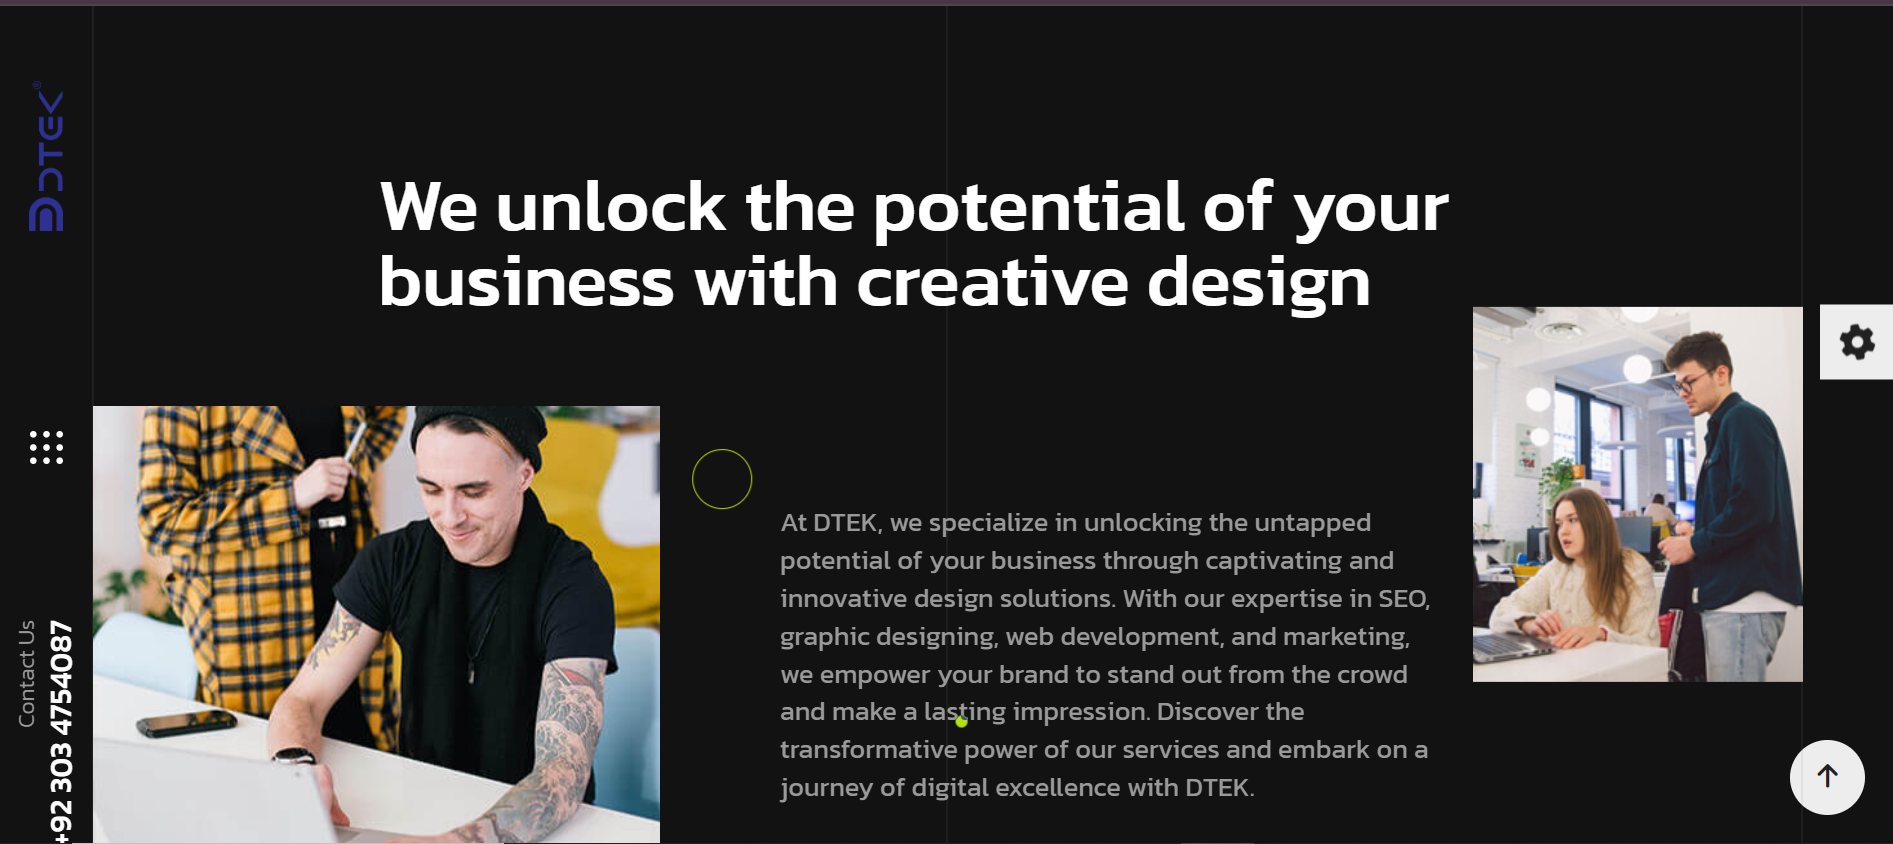 DTEK®
We unlock the potential of your
business with creative design
At DTEK, we specialize in unlocking the untapped
potential of your business through captivating and
innovative design solutions. With our expertise in SEO,
graphic designing, web development, and marketing,
we empower your brand to stand out from the crowd
and make a lasting impression. Discover the
transformative power of our services and embark on a
journey of digital excellence with DTEK.
Contact Us
+92 303 4754087